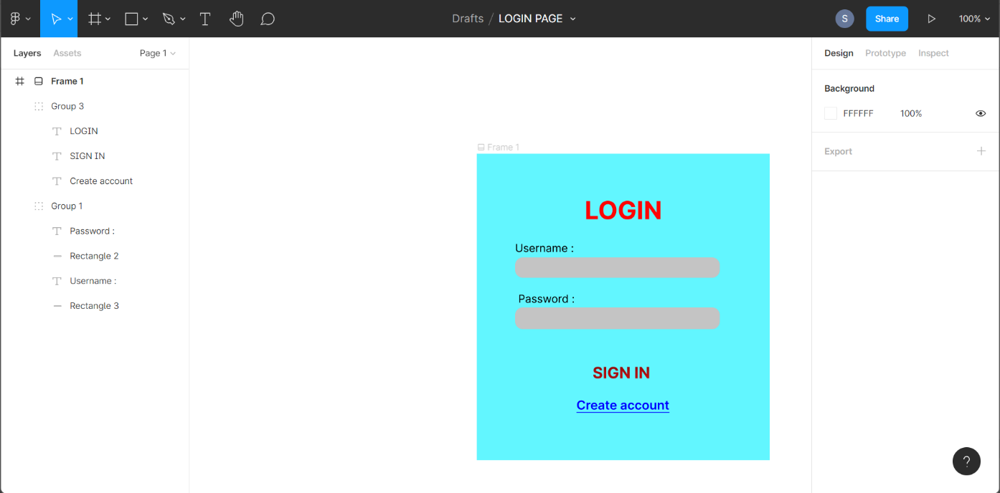 Drafts / LOGIN PAGE
S
Share
100%
Layers
Assets
Page 1
Design
Prototype
Inspect
Frame 1
Group 3
LOGIN
SIGN IN
Create account
Group 1
Password :
Rectangle 2
Username :
Rectangle 3
Frame 1
LOGIN
Username :
Password :
SIGN IN
Create account
Background
FFFFFF
100%
Export
?